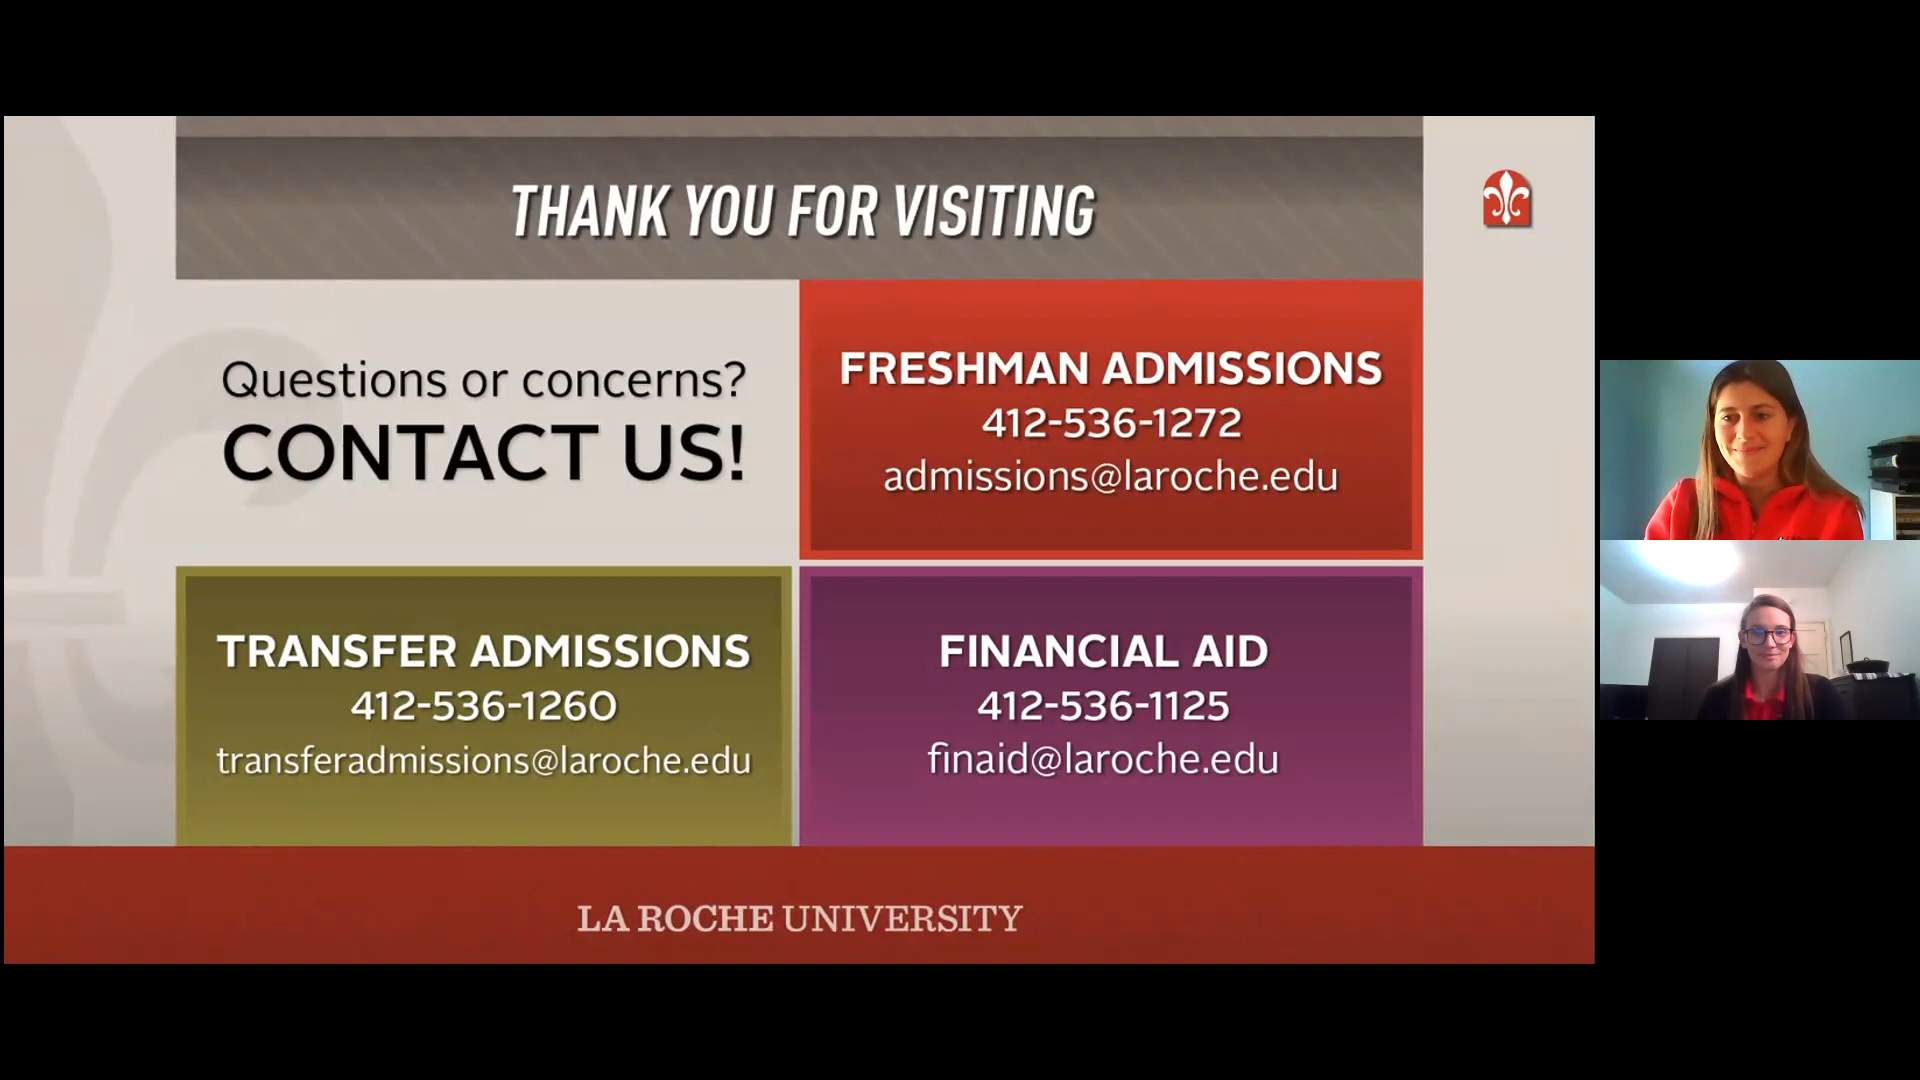 THANK YOU FOR VISITING
Questions or concerns?
CONTACT US!
FRESHMAN ADMISSIONS
412-536-1272
admissions@laroche.edu
TRANSFER ADMISSIONS
412-536-1260
transferadmissions@laroche.edu
FINANCIAL AID
412-536-1125
finaid@laroche.edu
LA ROCHE UNIVERSITY